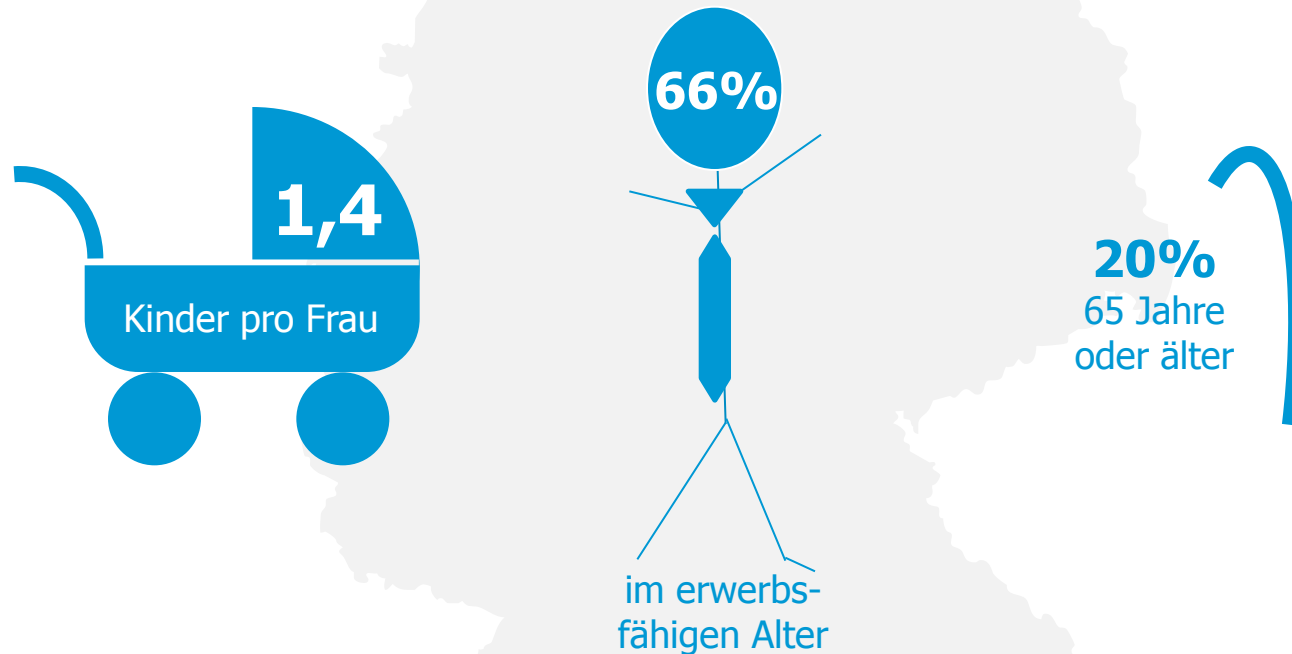 1,4
Kinder pro Frau
66%
im erwerbs-
fähigen Alter
20%
65 Jahre
oder älter